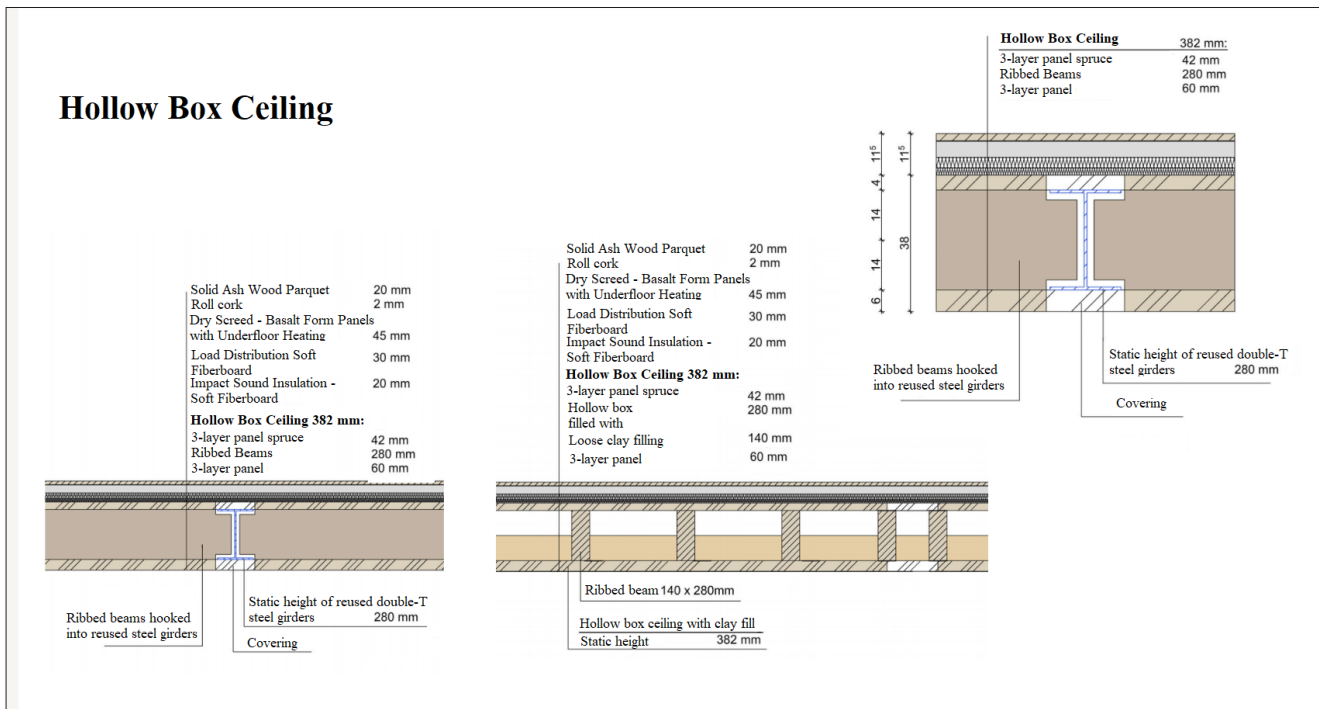 Hollow Box Ceiling
Hollow Box Ceiling 382 mm:
3-layer panel spruce 42 mm
Ribbed Beams 280 mm
3-layer panel 60 mm
11⁵ 11⁵
4
14
38
14
6
Ribbed beams hooked
into reused steel girders
Static height of reused double-T
steel girders 280 mm
Covering
Solid Ash Wood Parquet 20 mm
Roll cork 2 mm
Dry Screed - Basalt Form Panels
with Underfloor Heating 45 mm
Load Distribution Soft 30 mm
Fiberboard
Impact Sound Insulation - 20 mm
Soft Fiberboard
Hollow Box Ceiling 382 mm:
3-layer panel spruce 42 mm
Ribbed Beams 280 mm
3-layer panel 60 mm
Ribbed beams hooked
into reused steel girders
Static height of reused double-T
steel girders 280 mm
Covering
Solid Ash Wood Parquet 20 mm
Roll cork 2 mm
Dry Screed - Basalt Form Panels
with Underfloor Heating 45 mm
Load Distribution Soft 30 mm
Fiberboard
Impact Sound Insulation - 20 mm
Soft Fiberboard
Hollow Box Ceiling 382 mm:
3-layer panel spruce 42 mm
Hollow box 280 mm
filled with
Loose clay filling 140 mm
3-layer panel 60 mm
Ribbed beam 140 x 280mm
Hollow box ceiling with clay fill
Static height 382 mm